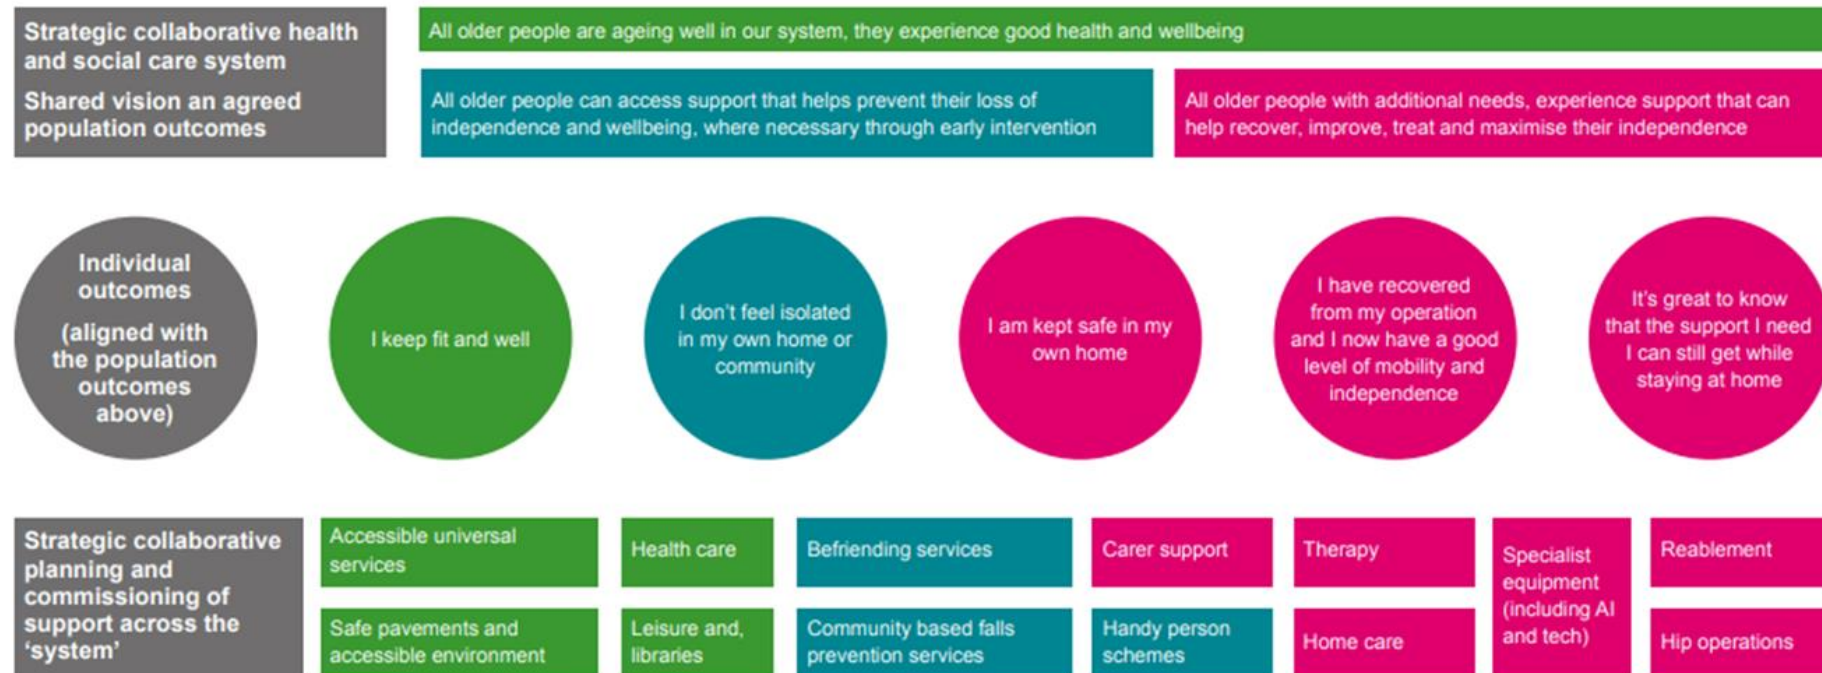 Strategic collaborative health
and social care system
Shared vision an agreed
population outcomes
All older people are ageing well in our system, they experience good health and wellbeing
All older people can access support that helps prevent their loss of
independence and wellbeing, where necessary through early intervention
All older people with additional needs, experience support that can
help recover, improve, treat and maximise their independence
Individual
outcomes
(aligned with
the population
outcomes
above)
I keep fit and well
I don't feel isolated
in my own home or
community
I am kept safe in my
own home
I have recovered
from my operation
and I now have a good
level of mobility and
independence
It's great to know
that the support I need
I can still get while
staying at home
Strategic collaborative
planning and
commissioning of
support across the
‘system’
Accessible universal
services
Health care
Befriending services
Carer support
Therapy
Specialist
equipment
(including AI
and tech)
Reablement
Safe pavements and
accessible environment
Leisure and,
libraries
Community based falls
prevention services
Handy person
schemes
Home care
Hip operations